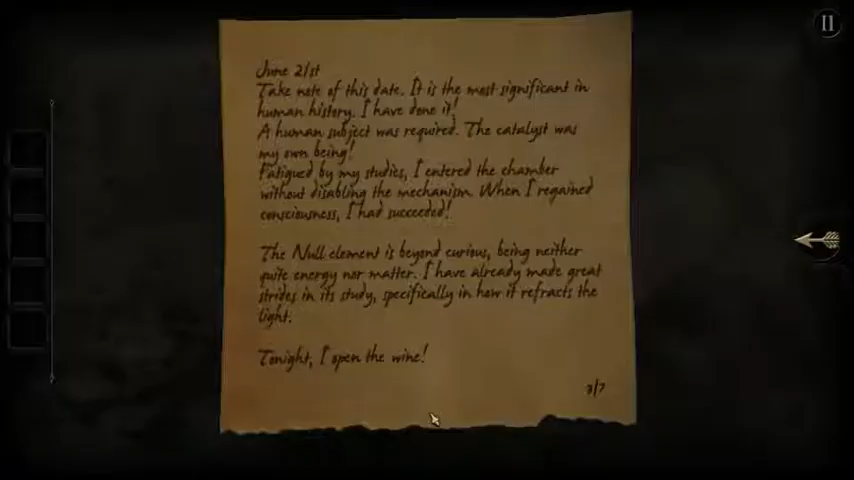 June 21st
Take note of this date. It is the most significant in
human history. I have done it!
A human subject was required. The catalyst was
my own being!
Fatigued by my studies, I entered the chamber
without disabling the mechanism. When I regained
consciousness, I had succeeded!
The Null element is beyond curious, being neither
quite energy nor matter. I have already made great
strides in its study, specifically in how it refracts the
light.
Tonight, I open the wine!
3/7